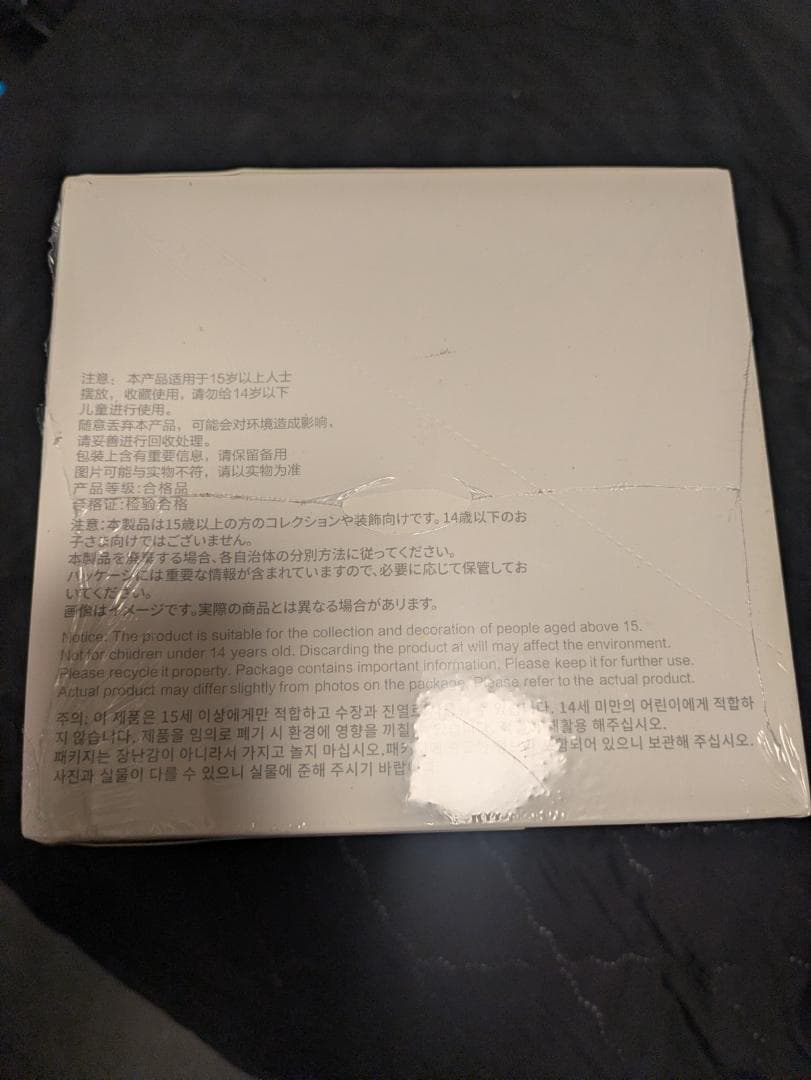 注意： 本产品适用于15岁以上人士
摆放，收藏使用，请勿给14岁以下
儿童进行使用。
随意丢弃本产品，可能会对环境造成影响，
请妥善进行回收处理。
包装上含有重要信息，请保留备用
图片可能与实物不符，请以实物为准
产品等级:合格品
合格证:检验合格
注意：本製品は15歳以上の方のコレクションや装飾向けです。14歳以下のお
子さま向けではございません。
本製品を廃棄する場合、各自治体の分別方法に従ってください。
パッケージには重要な情報が含まれていますので、必要に応じて保管してお
いてください。
画像はイメージです。実際の商品とは異なる場合があります。
Notice: The product is suitable for the collection and decoration of people aged above 15.
Not for children under 14 years old. Discarding the product at will may affect the environment.
Please recycle it properly. Package contains important information. Please keep it for further use.
Actual product may differ slightly from photos on the package. Please refer to the actual product.
주의: 이 제품은 15세 이상에게만 적합하고 수장과 진열로 14세 미만의 어린이에게 적합하
지 않습니다. 제품을 임의로 폐기 시 환경에 영향을 끼칠 해주십시오.
패키지는 장난감이 아니라서 가지고 놀지 마십시오. 되어 있으니 보관해 주십시오.
사진과 실물이 다를 수 있으니 실물에 준해 주시기